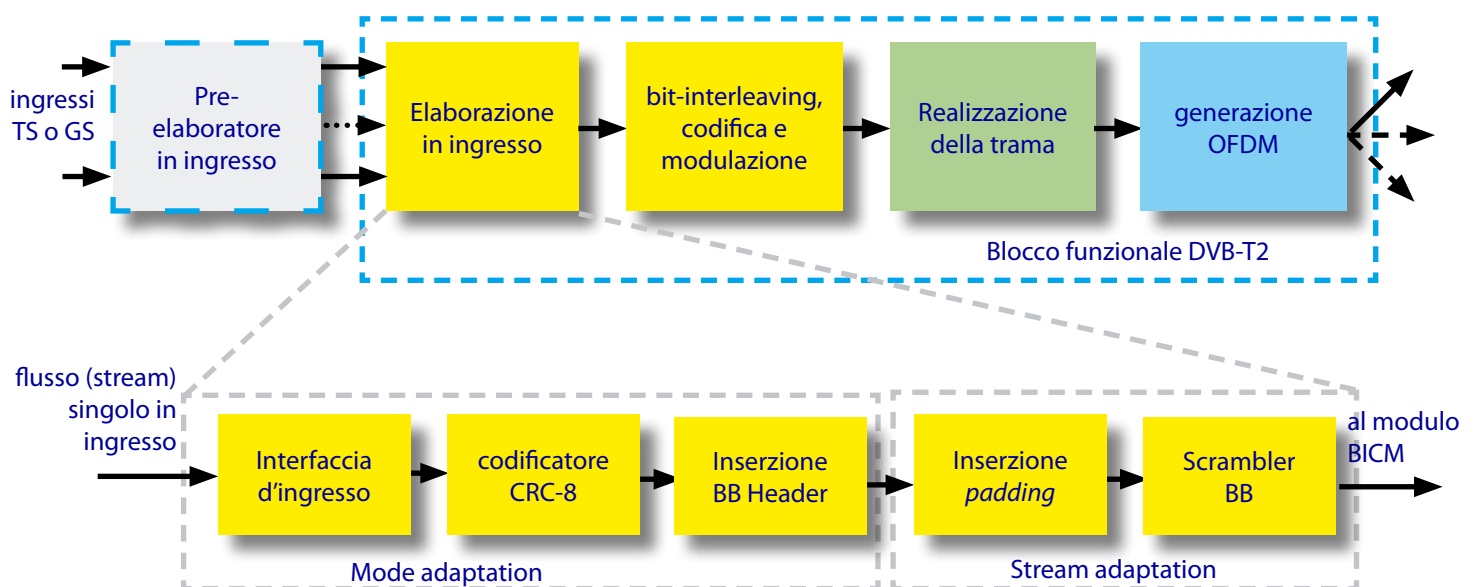 ingressi
TS o GS
Pre-
elaboratore
in ingresso
Elaborazione
in ingresso
bit-interleaving,
codifica e
modulazione
Realizzazione
della trama
generazione
OFDM
Blocco funzionale DVB-T2
flusso (stream)
singolo in
ingresso
Interfaccia
d’ingresso
codificatore
CRC-8
Inserzione
BB Header
Inserzione
padding
Scrambler
BB
al modulo
BICM
Mode adaptation
Stream adaptation